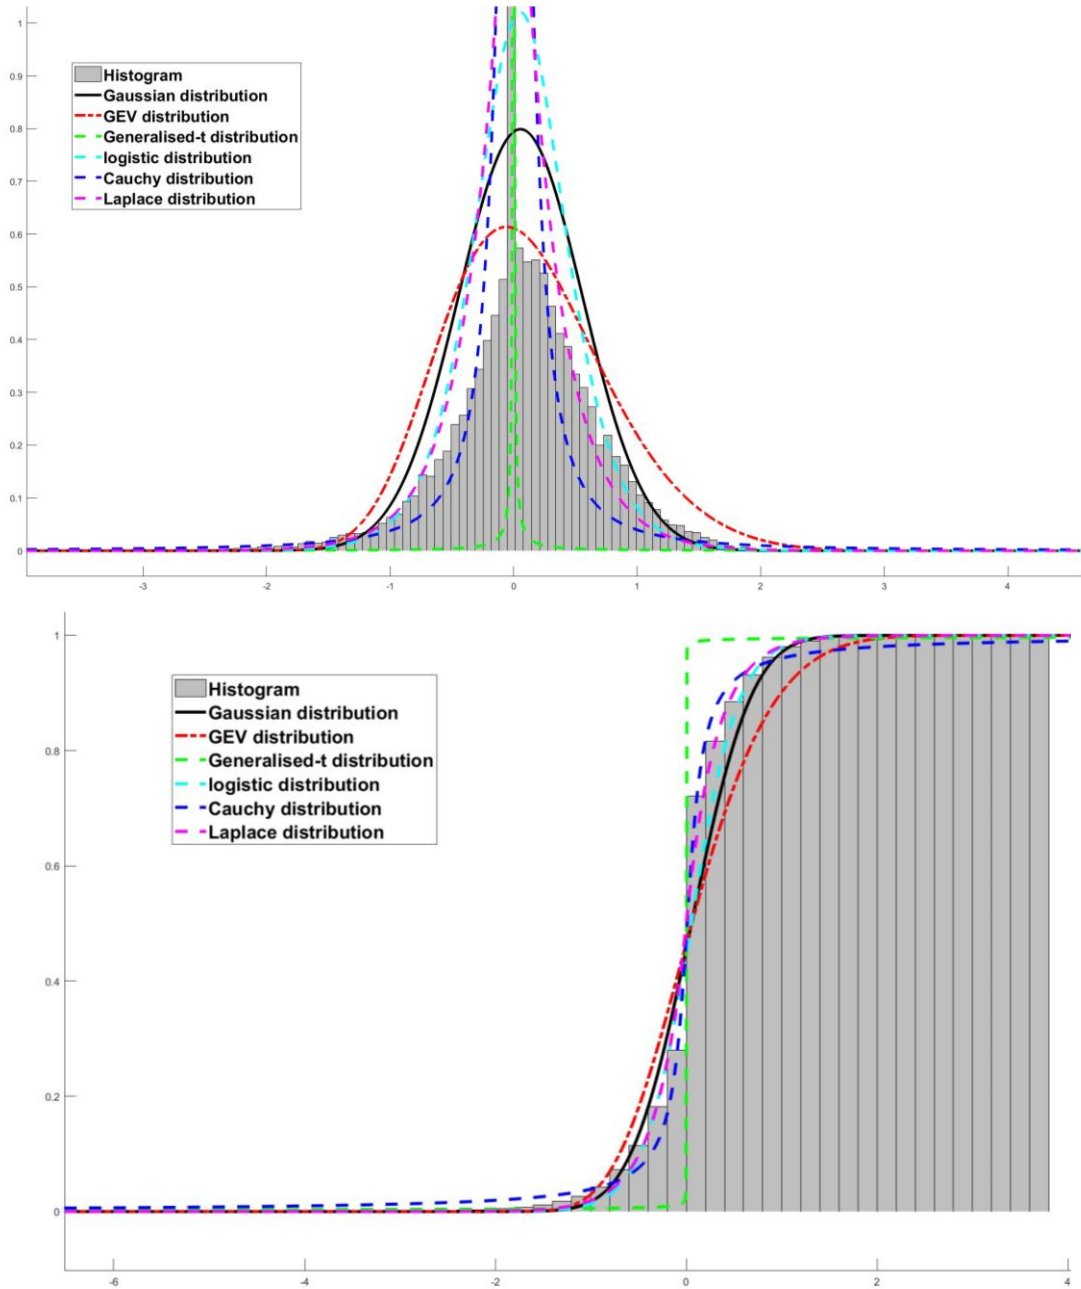 1
0.9
Histogram
Gaussian distribution
GEV distribution
Generalised-t distribution
logistic distribution
Cauchy distribution
Laplace distribution
0.8
0.7
0.6
0.5
0.4
0.3
0.2
0.1
0
-3 -2 -1 0 1 2 3 4
1
Histogram
Gaussian distribution
GEV distribution
Generalised-t distribution
logistic distribution
Cauchy distribution
Laplace distribution
0.8
0.6
0.4
0.2
0
-6 -4 -2 0 2 4